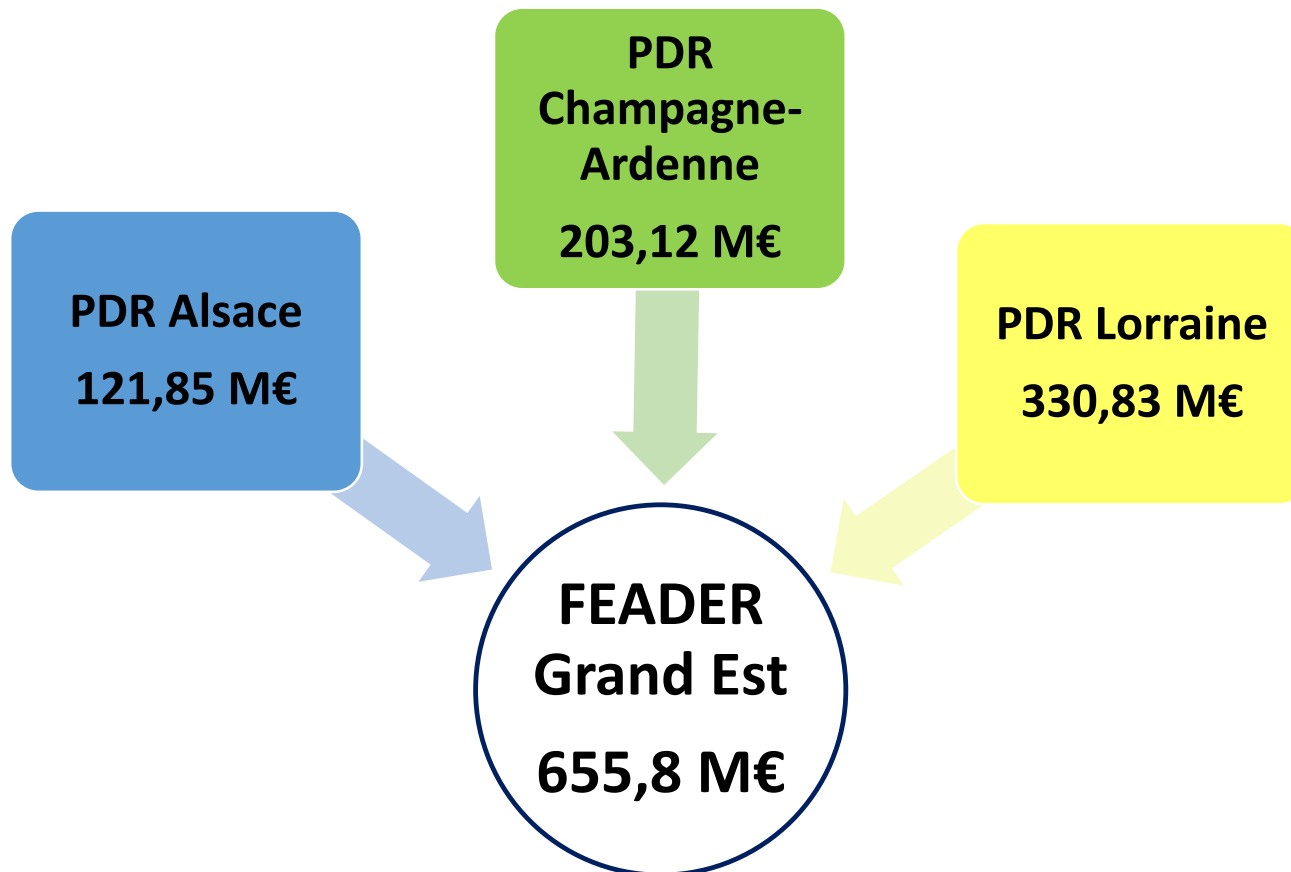 PDR
Champagne-
Ardenne
203,12 M€
PDR Alsace
121,85 M€
PDR Lorraine
330,83 M€
FEADER
Grand Est
655,8 M€